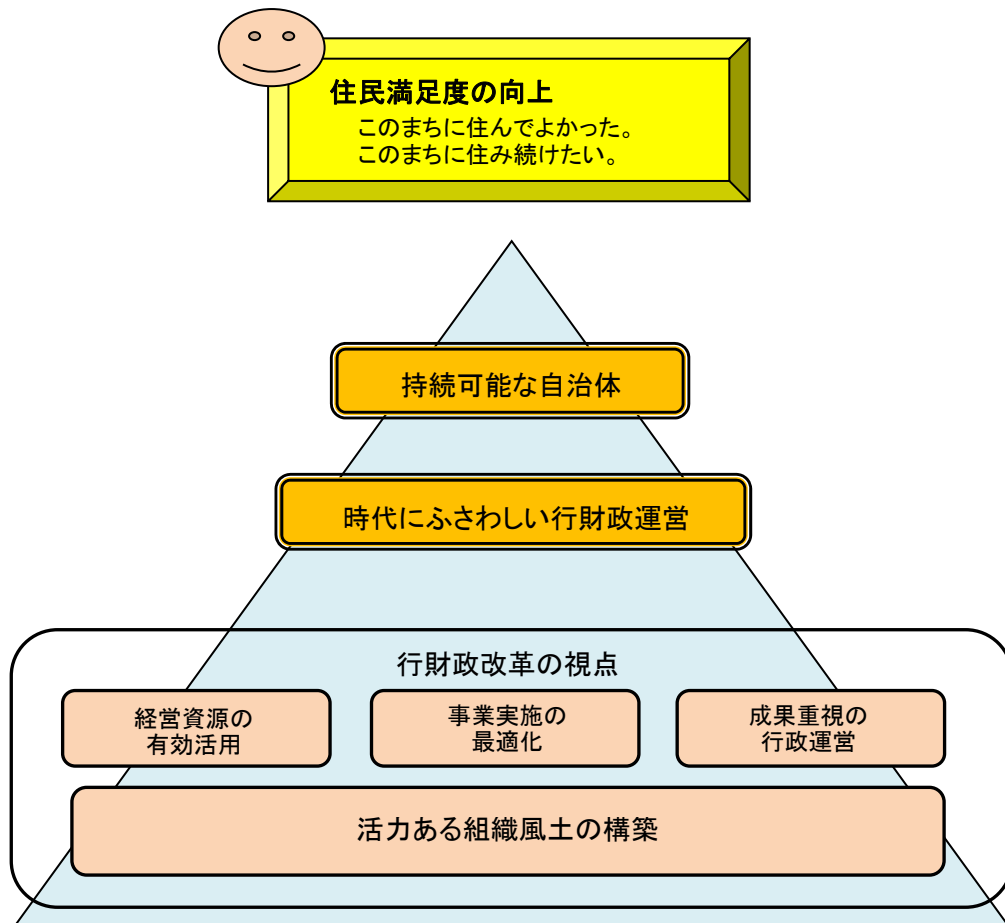 住民満足度の向上
このまちに住んでよかった。
このまちに住み続けたい。
持続可能な自治体
時代にふさわしい行財政運営
行財政改革の視点
経営資源の
有効活用
事業実施の
最適化
成果重視の
行政運営
活力ある組織風土の構築